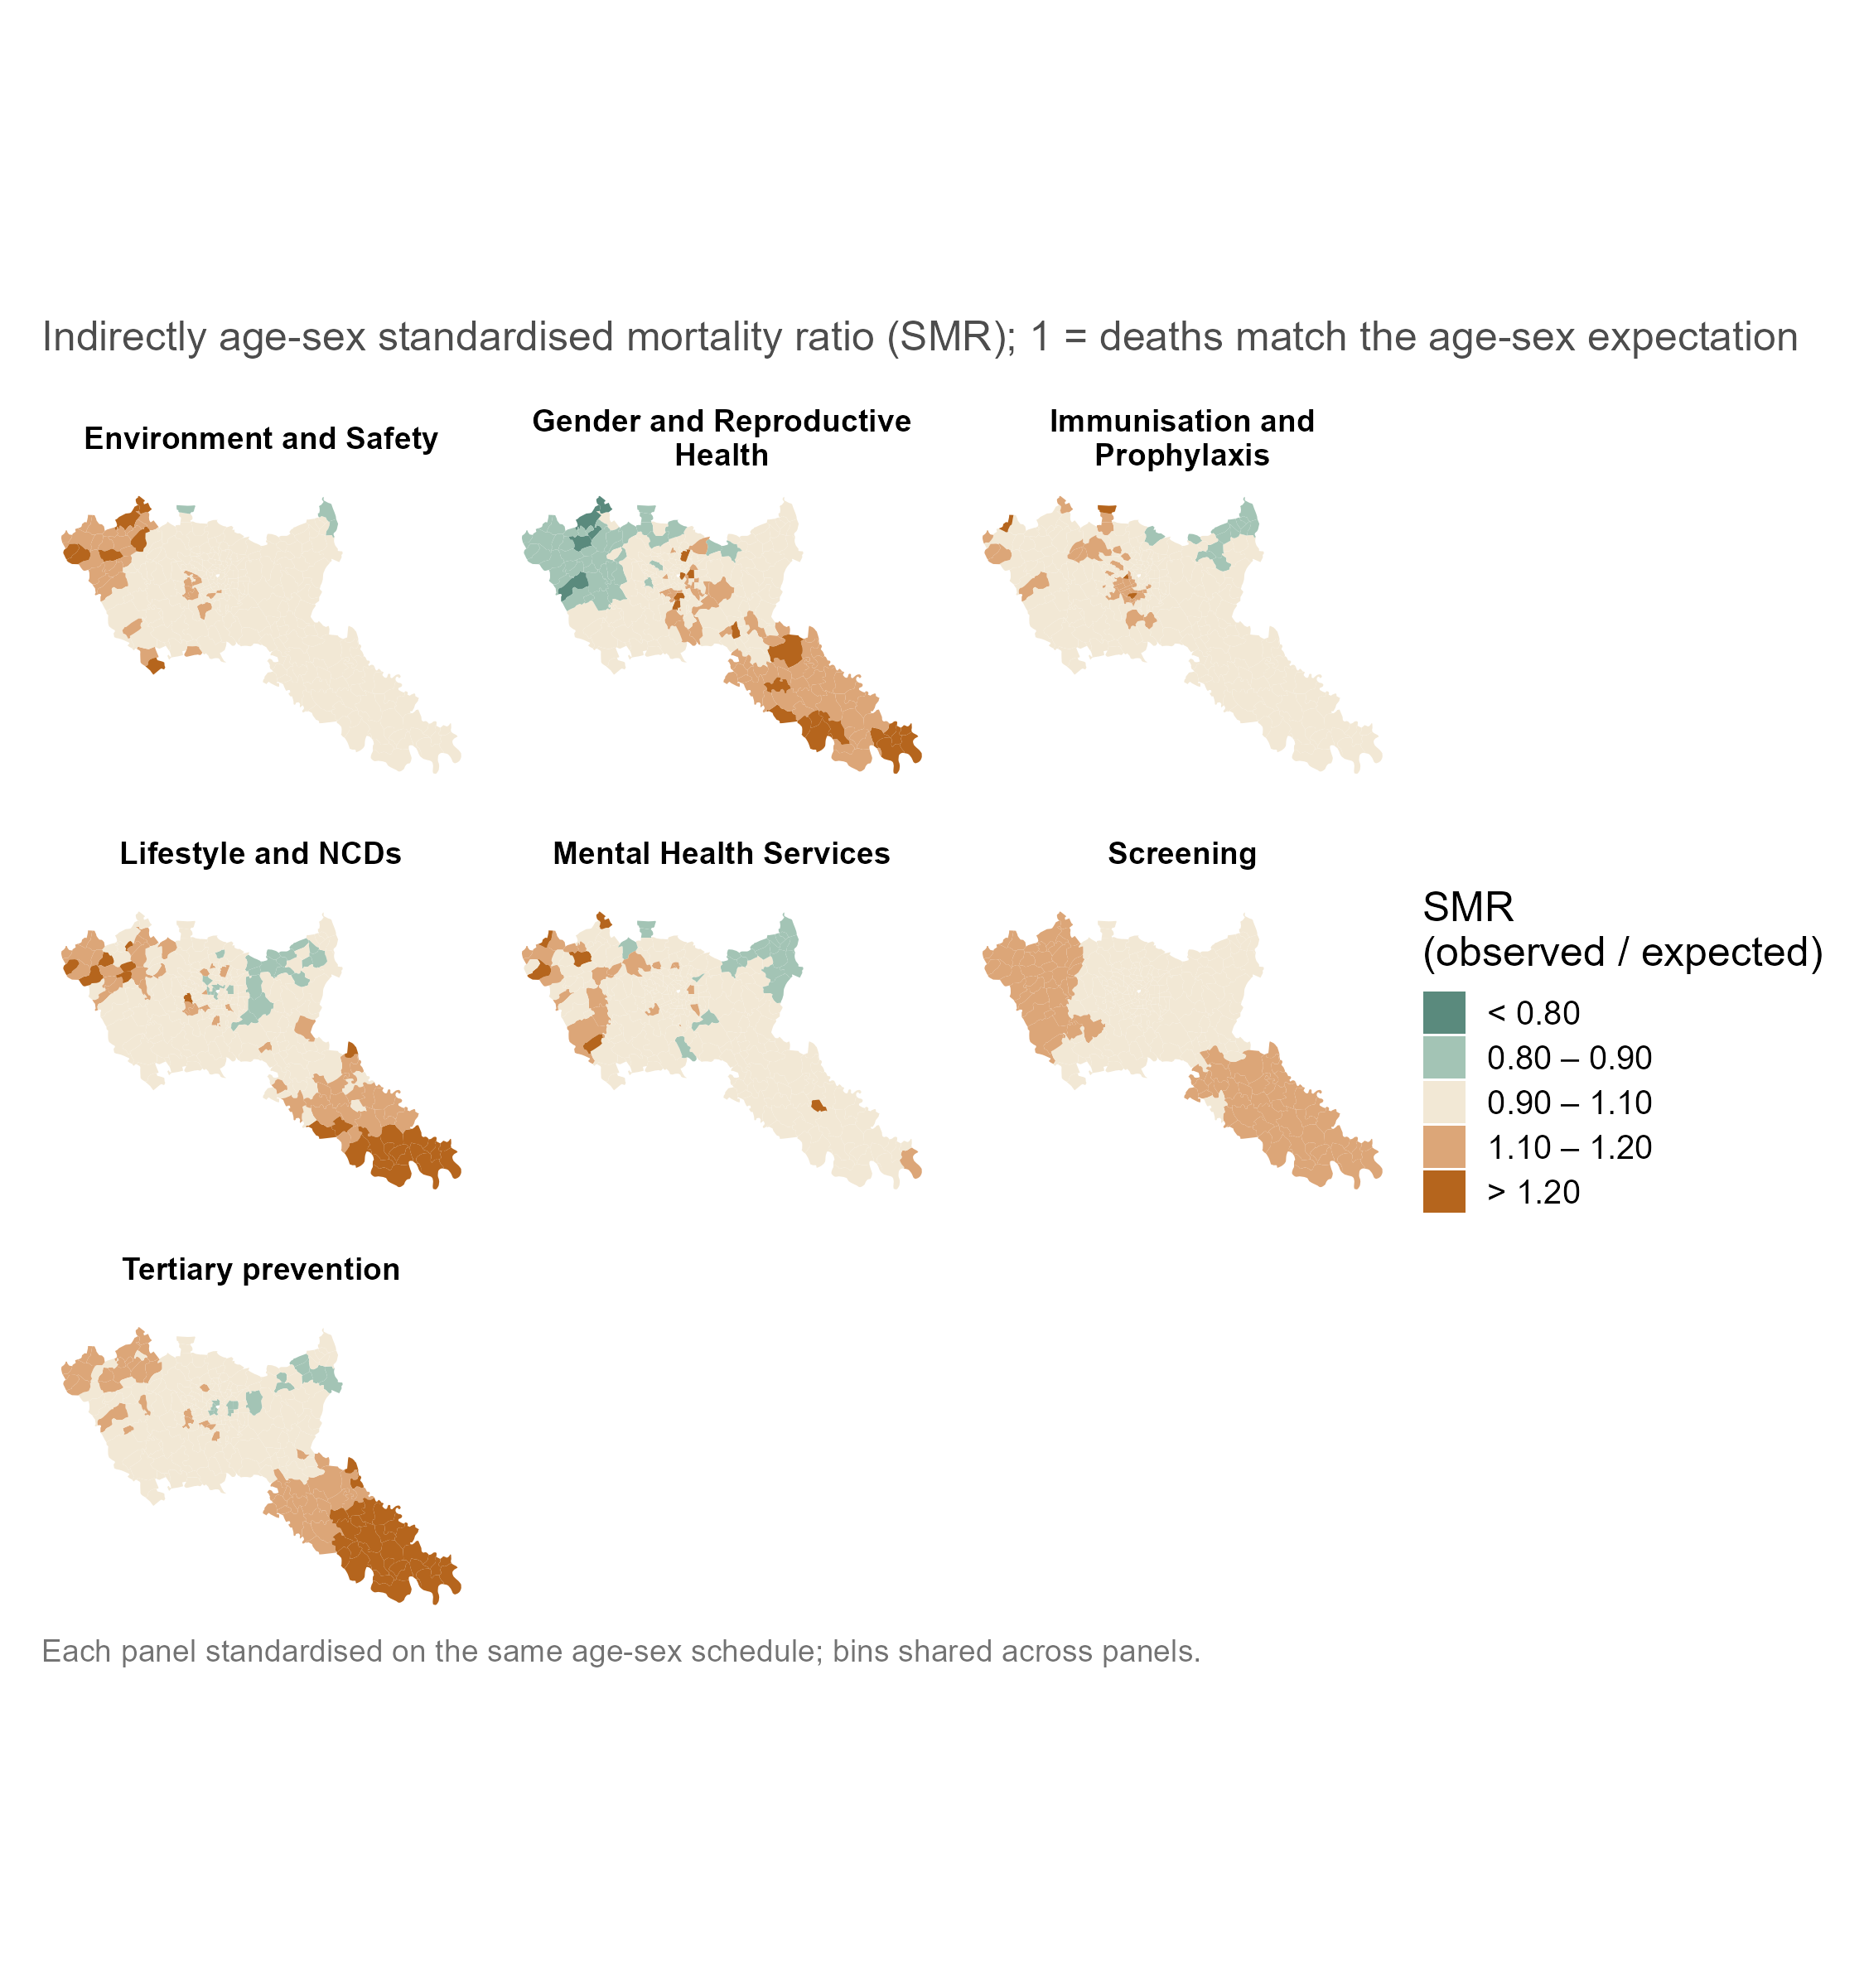 Indirectly age-sex standardised mortality ratio (SMR); 1 = deaths match the age-sex expectation
Environment and Safety
Gender and Reproductive
Health
Immunisation and
Prophylaxis
Lifestyle and NCDs
Mental Health Services
Screening
SMR
(observed / expected)
< 0.80
0.80 – 0.90
0.90 – 1.10
1.10 – 1.20
> 1.20
Tertiary prevention
Each panel standardised on the same age-sex schedule; bins shared across panels.